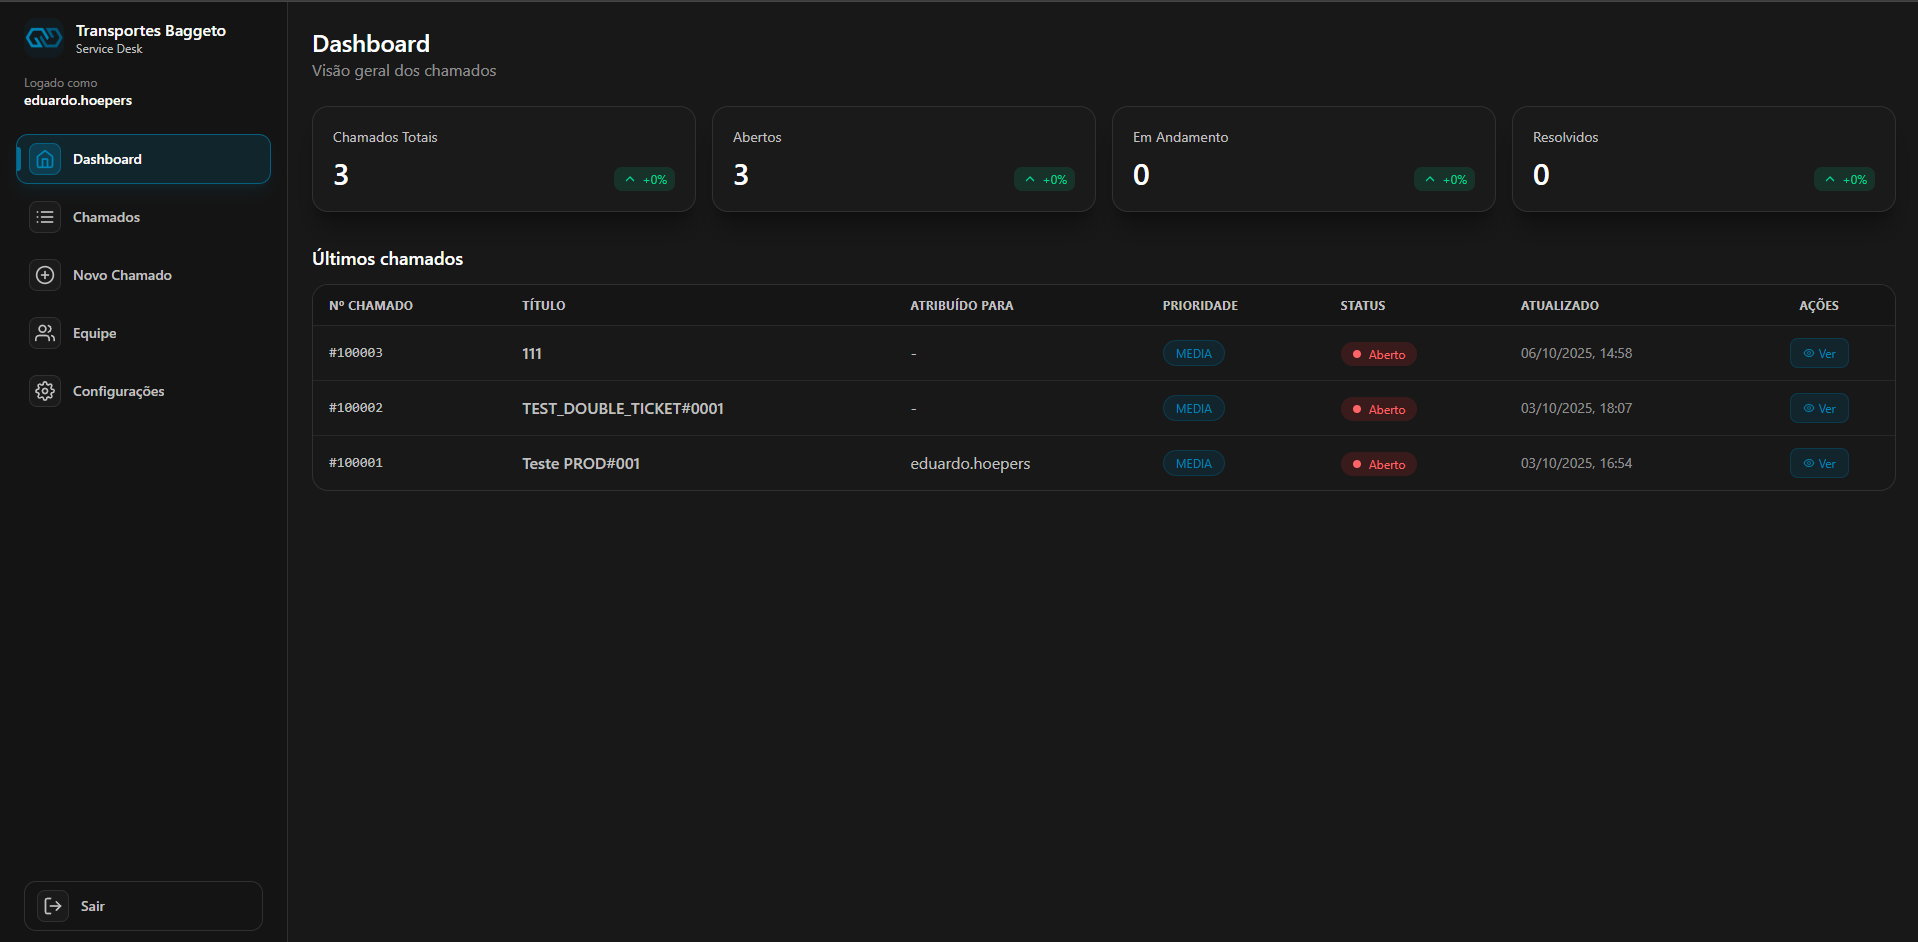 Transportes Baggeto
Service Desk
Logado como
eduardo.hoepers
Dashboard
Chamados
Novo Chamado
Equipe
Configurações
Sair
Dashboard
Visão geral dos chamados
Chamados Totais
3
+0%
Abertos
3
+0%
Em Andamento
0
+0%
Resolvidos
0
+0%
Últimos chamados
Nº CHAMADO TÍTULO ATRIBUÍDO PARA PRIORIDADE STATUS ATUALIZADO AÇÕES
#100003 111 - MEDIA Aberto 06/10/2025, 14:58 Ver
#100002 TEST_DOUBLE_TICKET#0001 - MEDIA Aberto 03/10/2025, 18:07 Ver
#100001 Teste PROD#001 eduardo.hoepers MEDIA Aberto 03/10/2025, 16:54 Ver